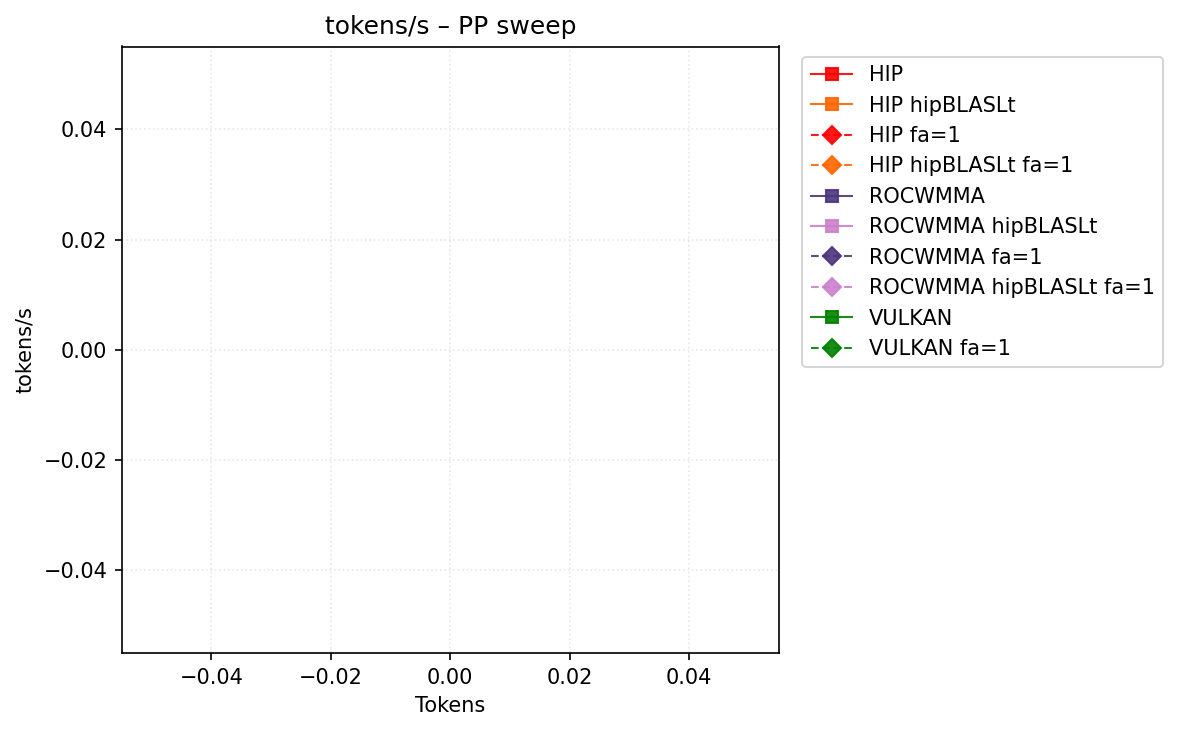 tokens/s – PP sweep
tokens/s
0.04
0.02
0.00
−0.02
−0.04
−0.04
−0.02
0.00
0.02
0.04
Tokens
HIP
HIP hipBLASLt
HIP fa=1
HIP hipBLASLt fa=1
ROCWMMA
ROCWMMA hipBLASLt
ROCWMMA fa=1
ROCWMMA hipBLASLt fa=1
VULKAN
VULKAN fa=1